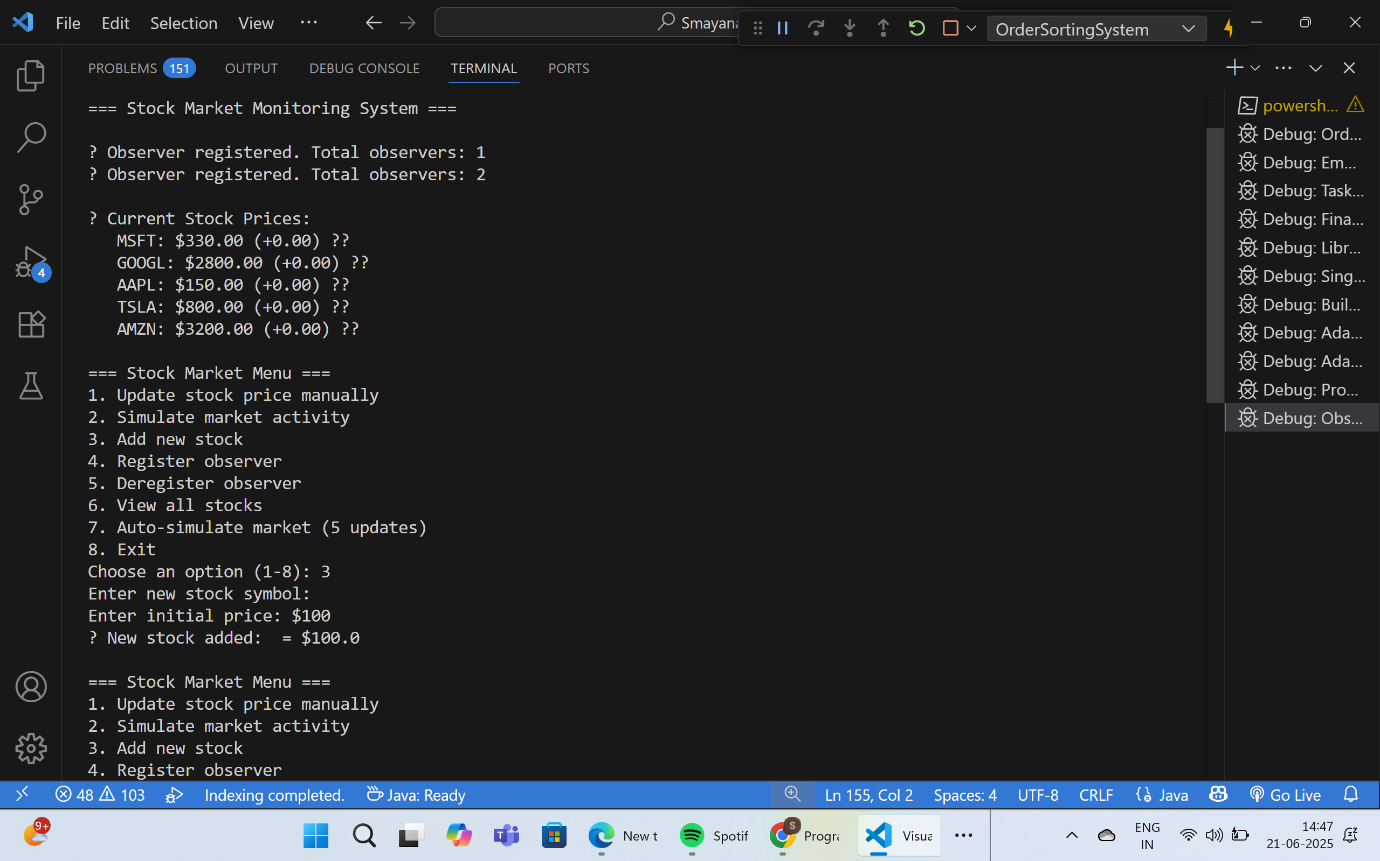 File Edit Selection View ··· Smayana OrderSortingSystem
PROBLEMS 151 OUTPUT DEBUG CONSOLE TERMINAL PORTS
=== Stock Market Monitoring System ===
? Observer registered. Total observers: 1
? Observer registered. Total observers: 2
? Current Stock Prices:
MSFT: $330.00 (+0.00) ??
GOOGL: $2800.00 (+0.00) ??
AAPL: $150.00 (+0.00) ??
TSLA: $800.00 (+0.00) ??
AMZN: $3200.00 (+0.00) ??
=== Stock Market Menu ===
1. Update stock price manually
2. Simulate market activity
3. Add new stock
4. Register observer
5. Deregister observer
6. View all stocks
7. Auto-simulate market (5 updates)
8. Exit
Choose an option (1-8): 3
Enter new stock symbol:
Enter initial price: $100
? New stock added:  = $100.0
=== Stock Market Menu ===
1. Update stock price manually
2. Simulate market activity
3. Add new stock
4. Register observer
powersh...
Debug: Ord...
Debug: Em...
Debug: Task...
Debug: Fina...
Debug: Libr...
Debug: Sing...
Debug: Buil...
Debug: Ada...
Debug: Ada...
Debug: Pro...
Debug: Obs...
4
48 103 Indexing completed. Java: Ready Ln 155, Col 2 Spaces: 4 UTF-8 CRLF Java Go Live
9+ New t Spotif S Progra Visua ENG 14:47
IN 21-06-2025